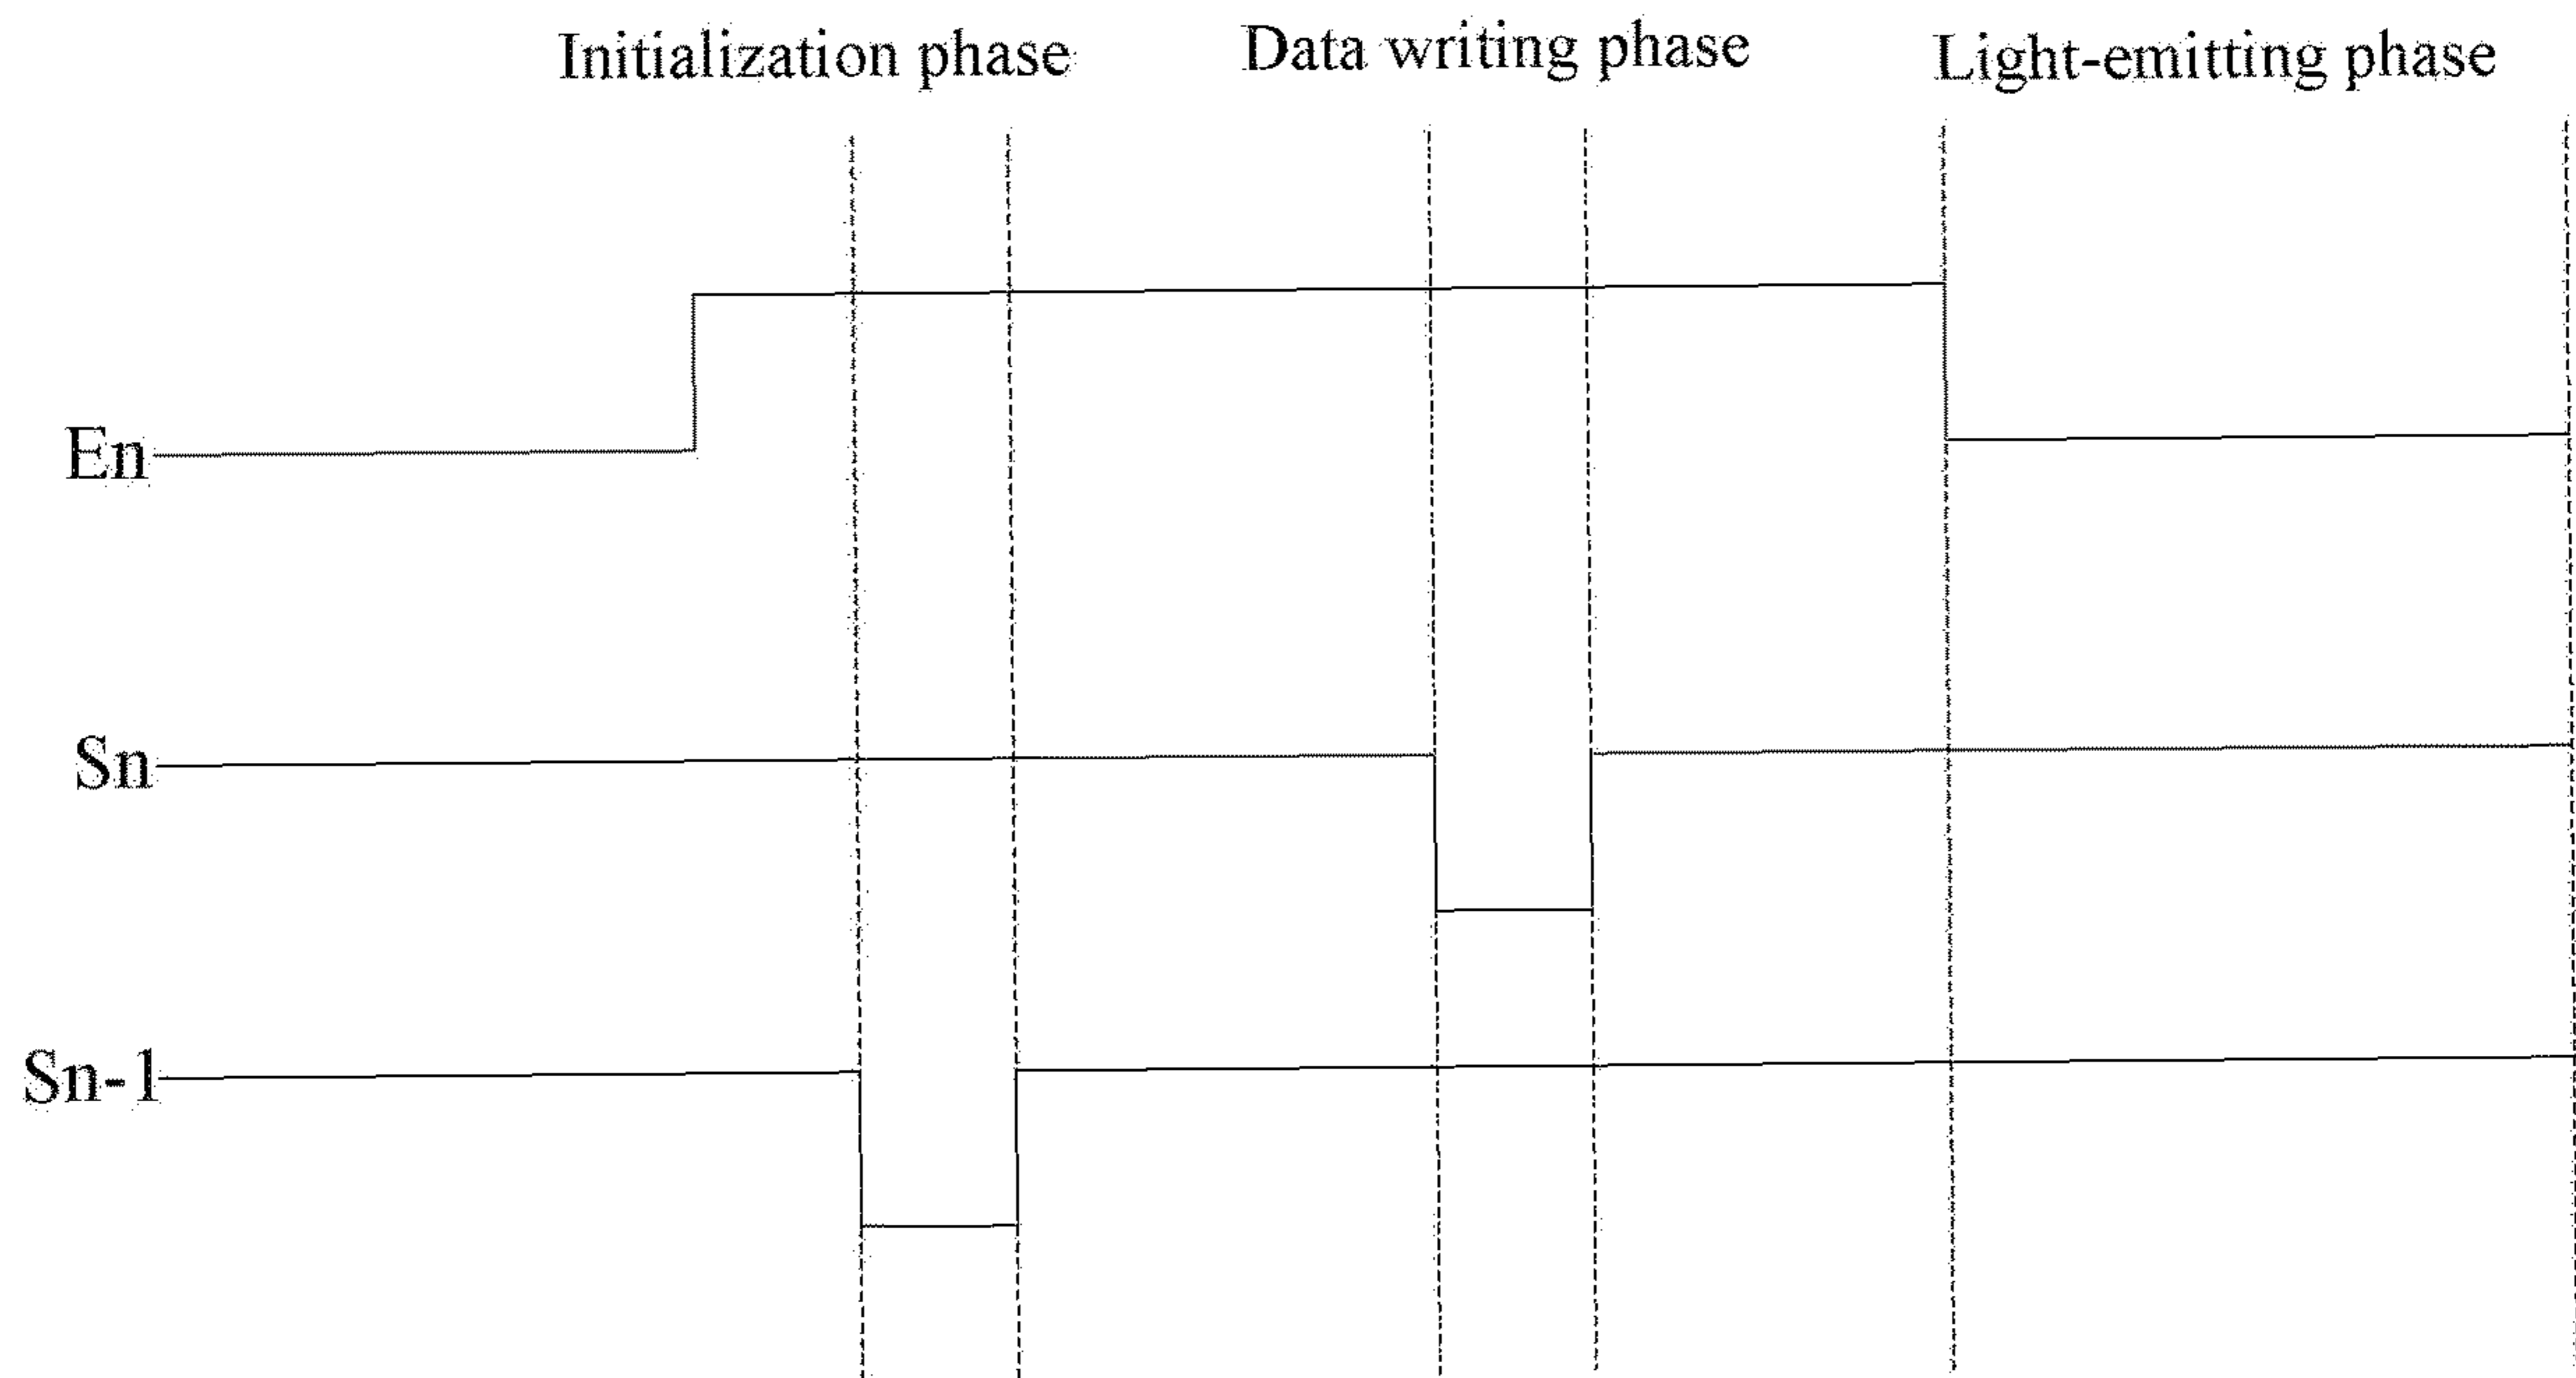 Initialization phase
Data writing phase
Light-emitting phase
En
Sn
Sn-1